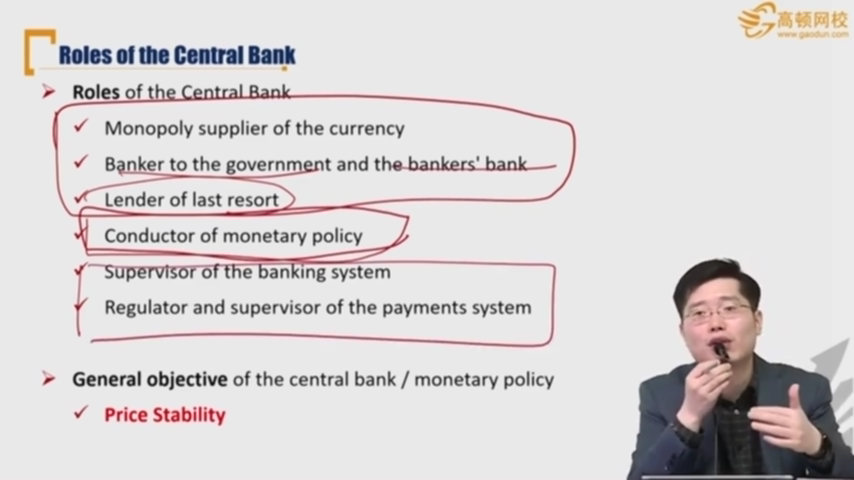 高顿网校
www.gaodun.com
Roles of the Central Bank
Roles of the Central Bank
Monopoly supplier of the currency
Banker to the government and the bankers' bank
Lender of last resort
Conductor of monetary policy
Supervisor of the banking system
Regulator and supervisor of the payments system
General objective of the central bank / monetary policy
Price Stability